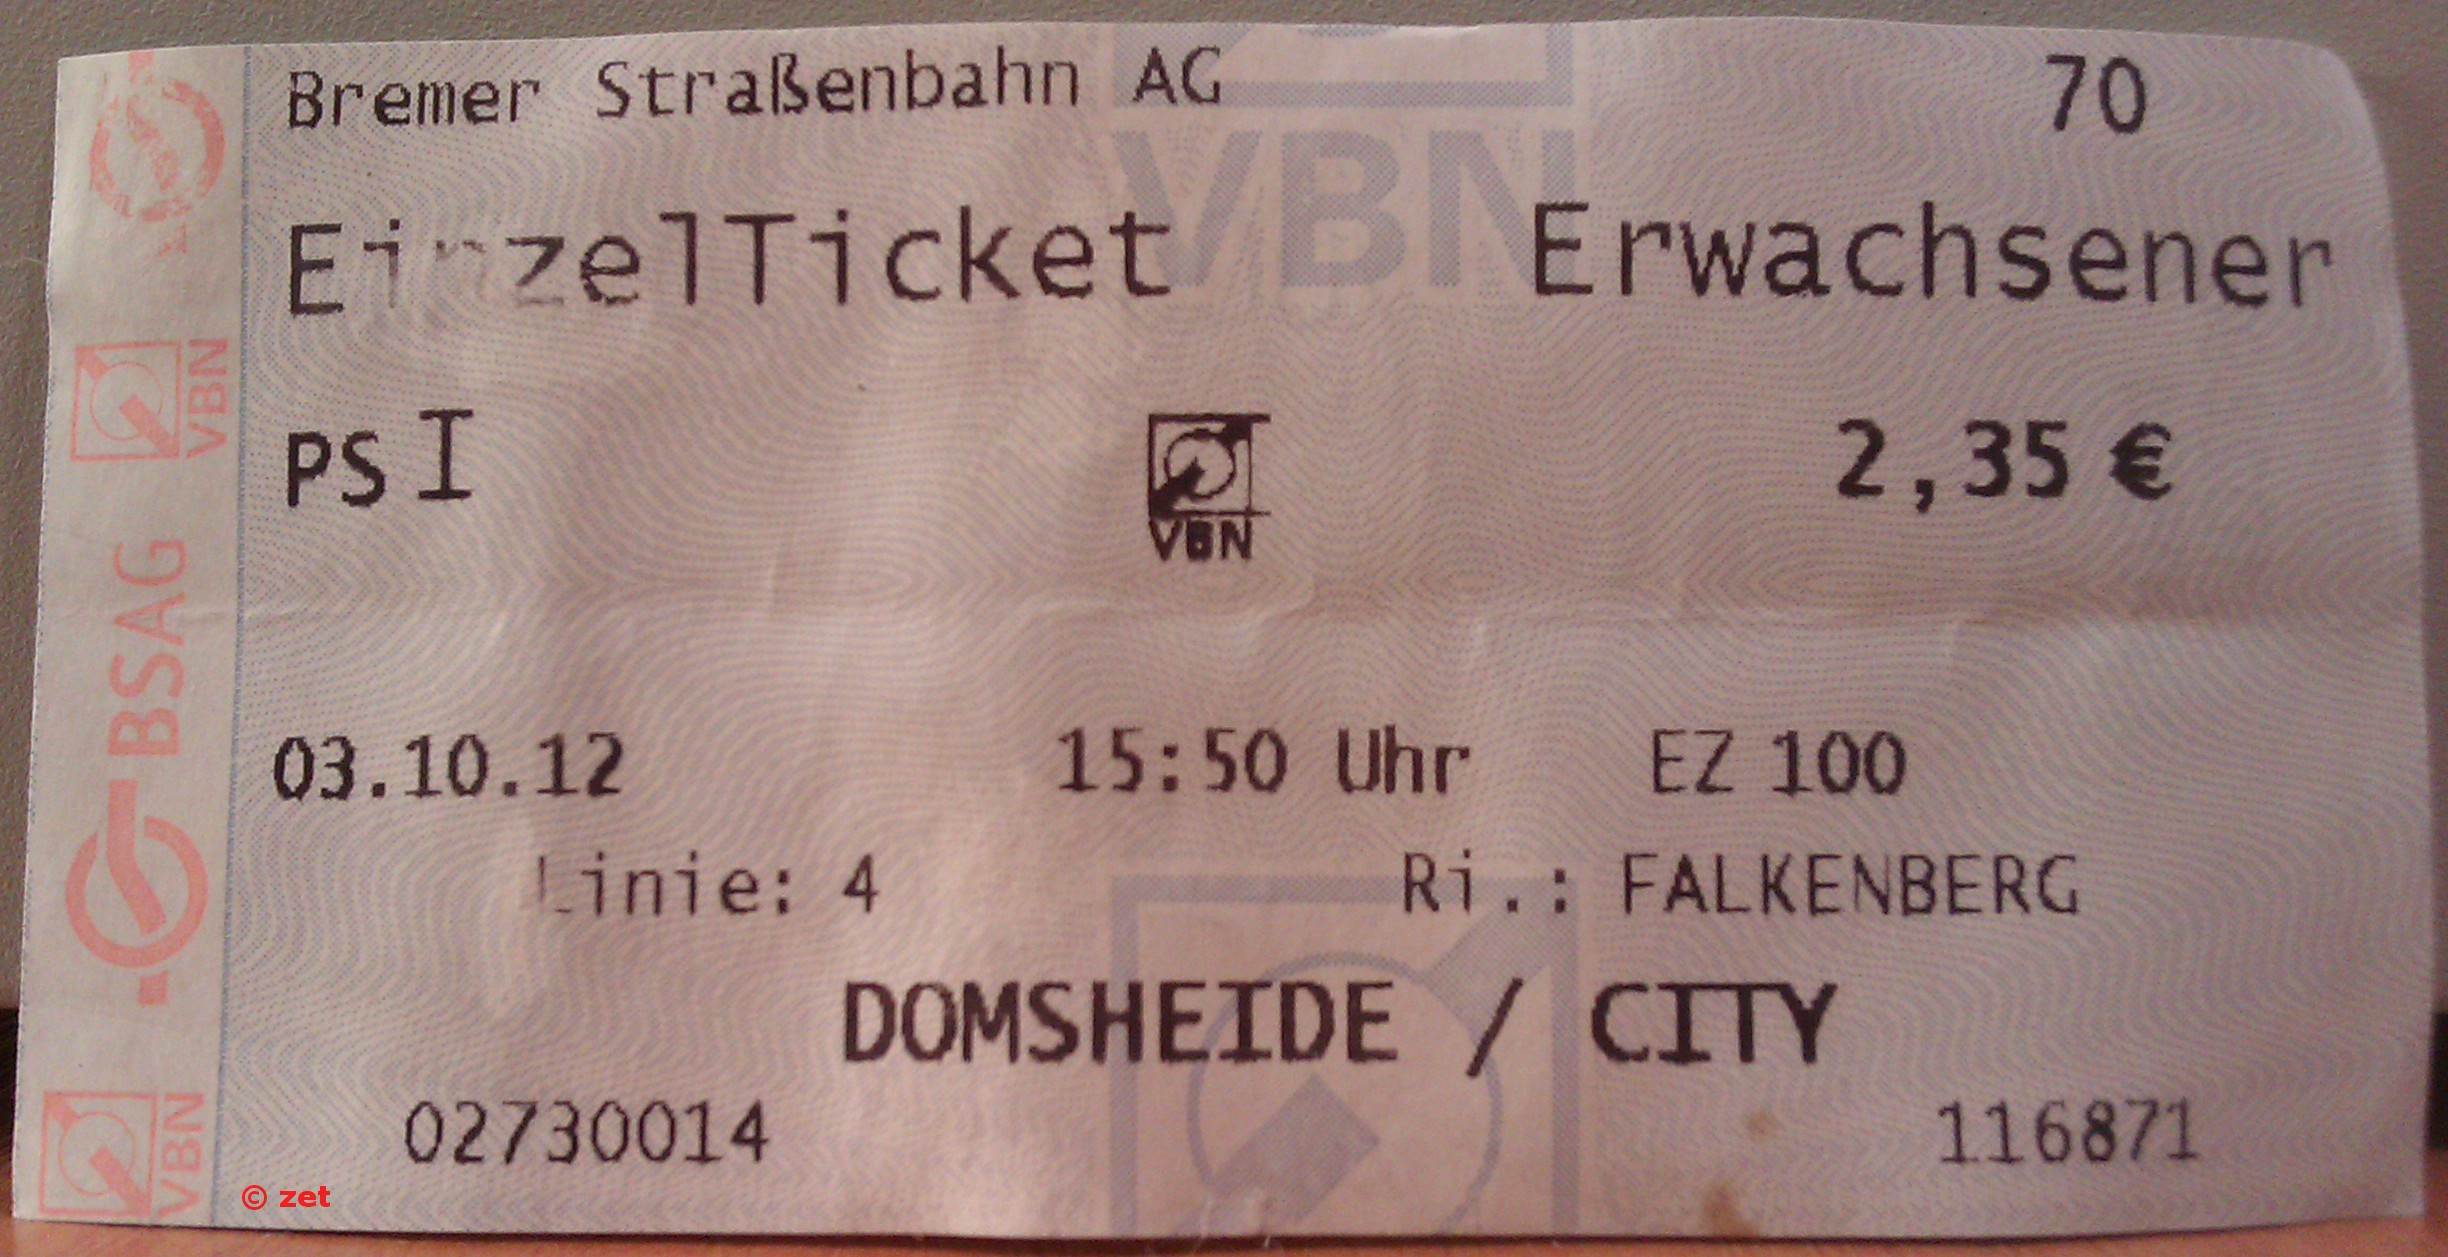 Bremer Straßenbahn AG 70
EinzelTicket Erwachsener
PS I 2,35 €
VBN
03.10.12 15:50 Uhr EZ 100
Linie: 4 Ri.: FALKENBERG
DOMSHEIDE / CITY
02730014 116871
VBN
BSAG
VBN
VBN
© zet